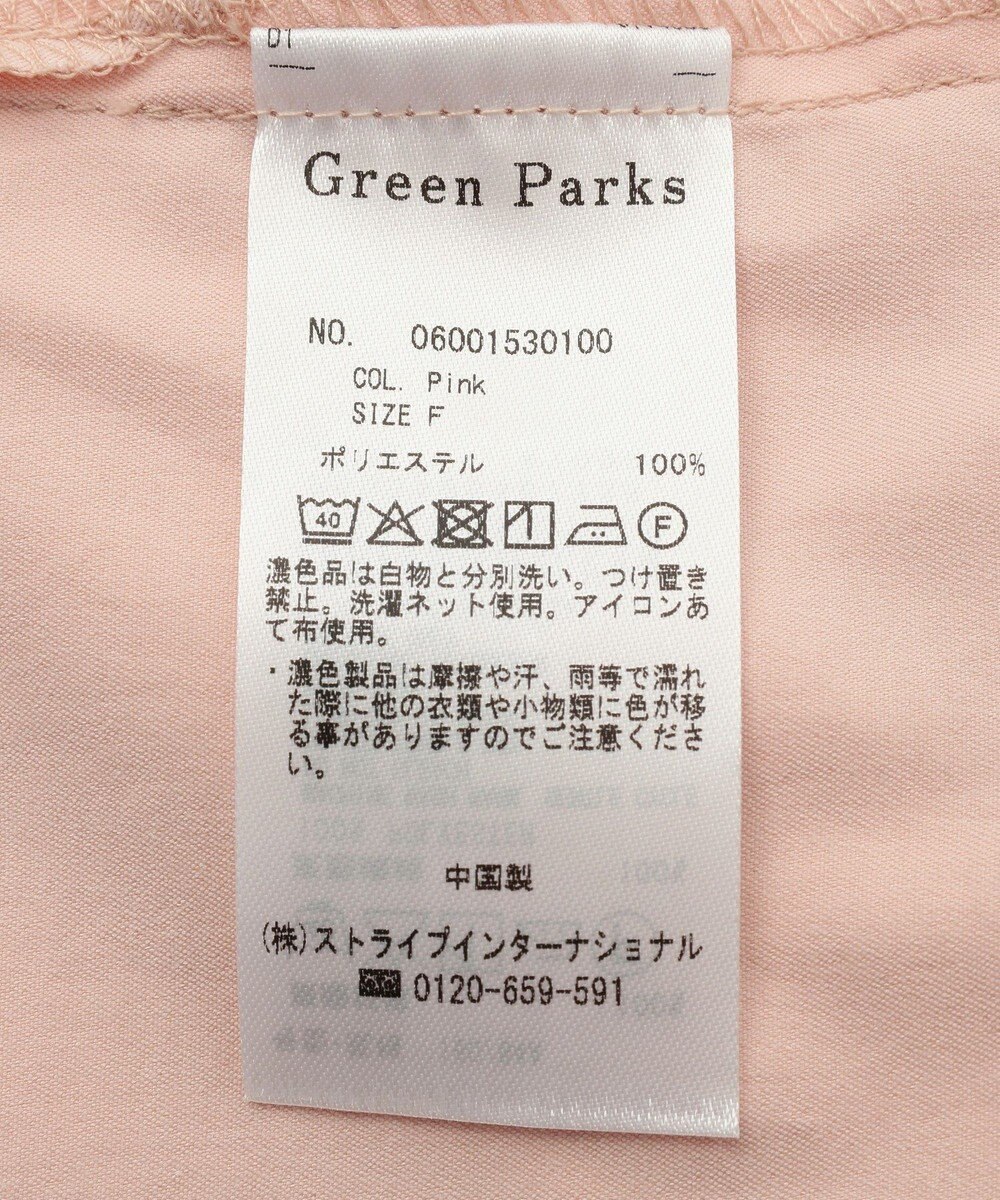 Green Parks
NO. 06001530100
COL. Pink
SIZE F
ポリエステル 100%
40 F
濃色品は白物と分別洗い。つけ置き
禁止。洗濯ネット使用。アイロンあ
て布使用。
・濃色製品は摩擦や汗、雨等で濡れ
た際に他の衣類や小物類に色が移
る事がありますのでご注意くださ
い。
中国製
(株)ストライプインターナショナル
0120-659-591